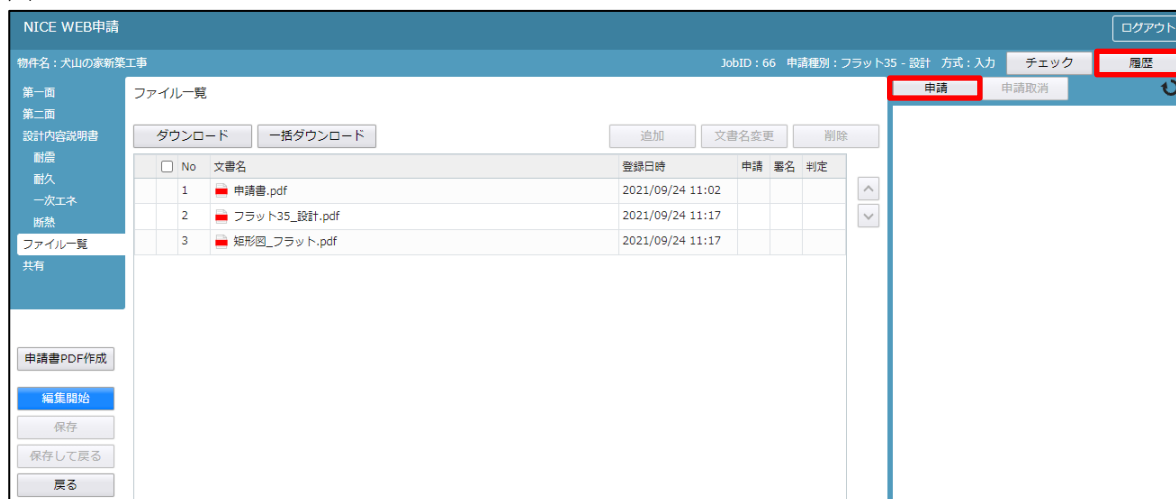 NICE WEB申請
ログアウト
物件名：犬山の家新築工事
JobID：66 申請種別：フラット35 - 設計 方式：入力
チェック
履歴
第一面
第二面
設計内容説明書
耐震
耐久
一次エネ
断熱
ファイル一覧
共有
申請書PDF作成
編集開始
保存
保存して戻る
戻る
ファイル一覧
ダウンロード
一括ダウンロード
追加
文書名変更
削除
No 文書名 登録日時 申請 署名 判定
1 申請書.pdf 2021/09/24 11:02
2 フラット35_設計.pdf 2021/09/24 11:17
3 矩形図_フラット.pdf 2021/09/24 11:17
申請
申請取消